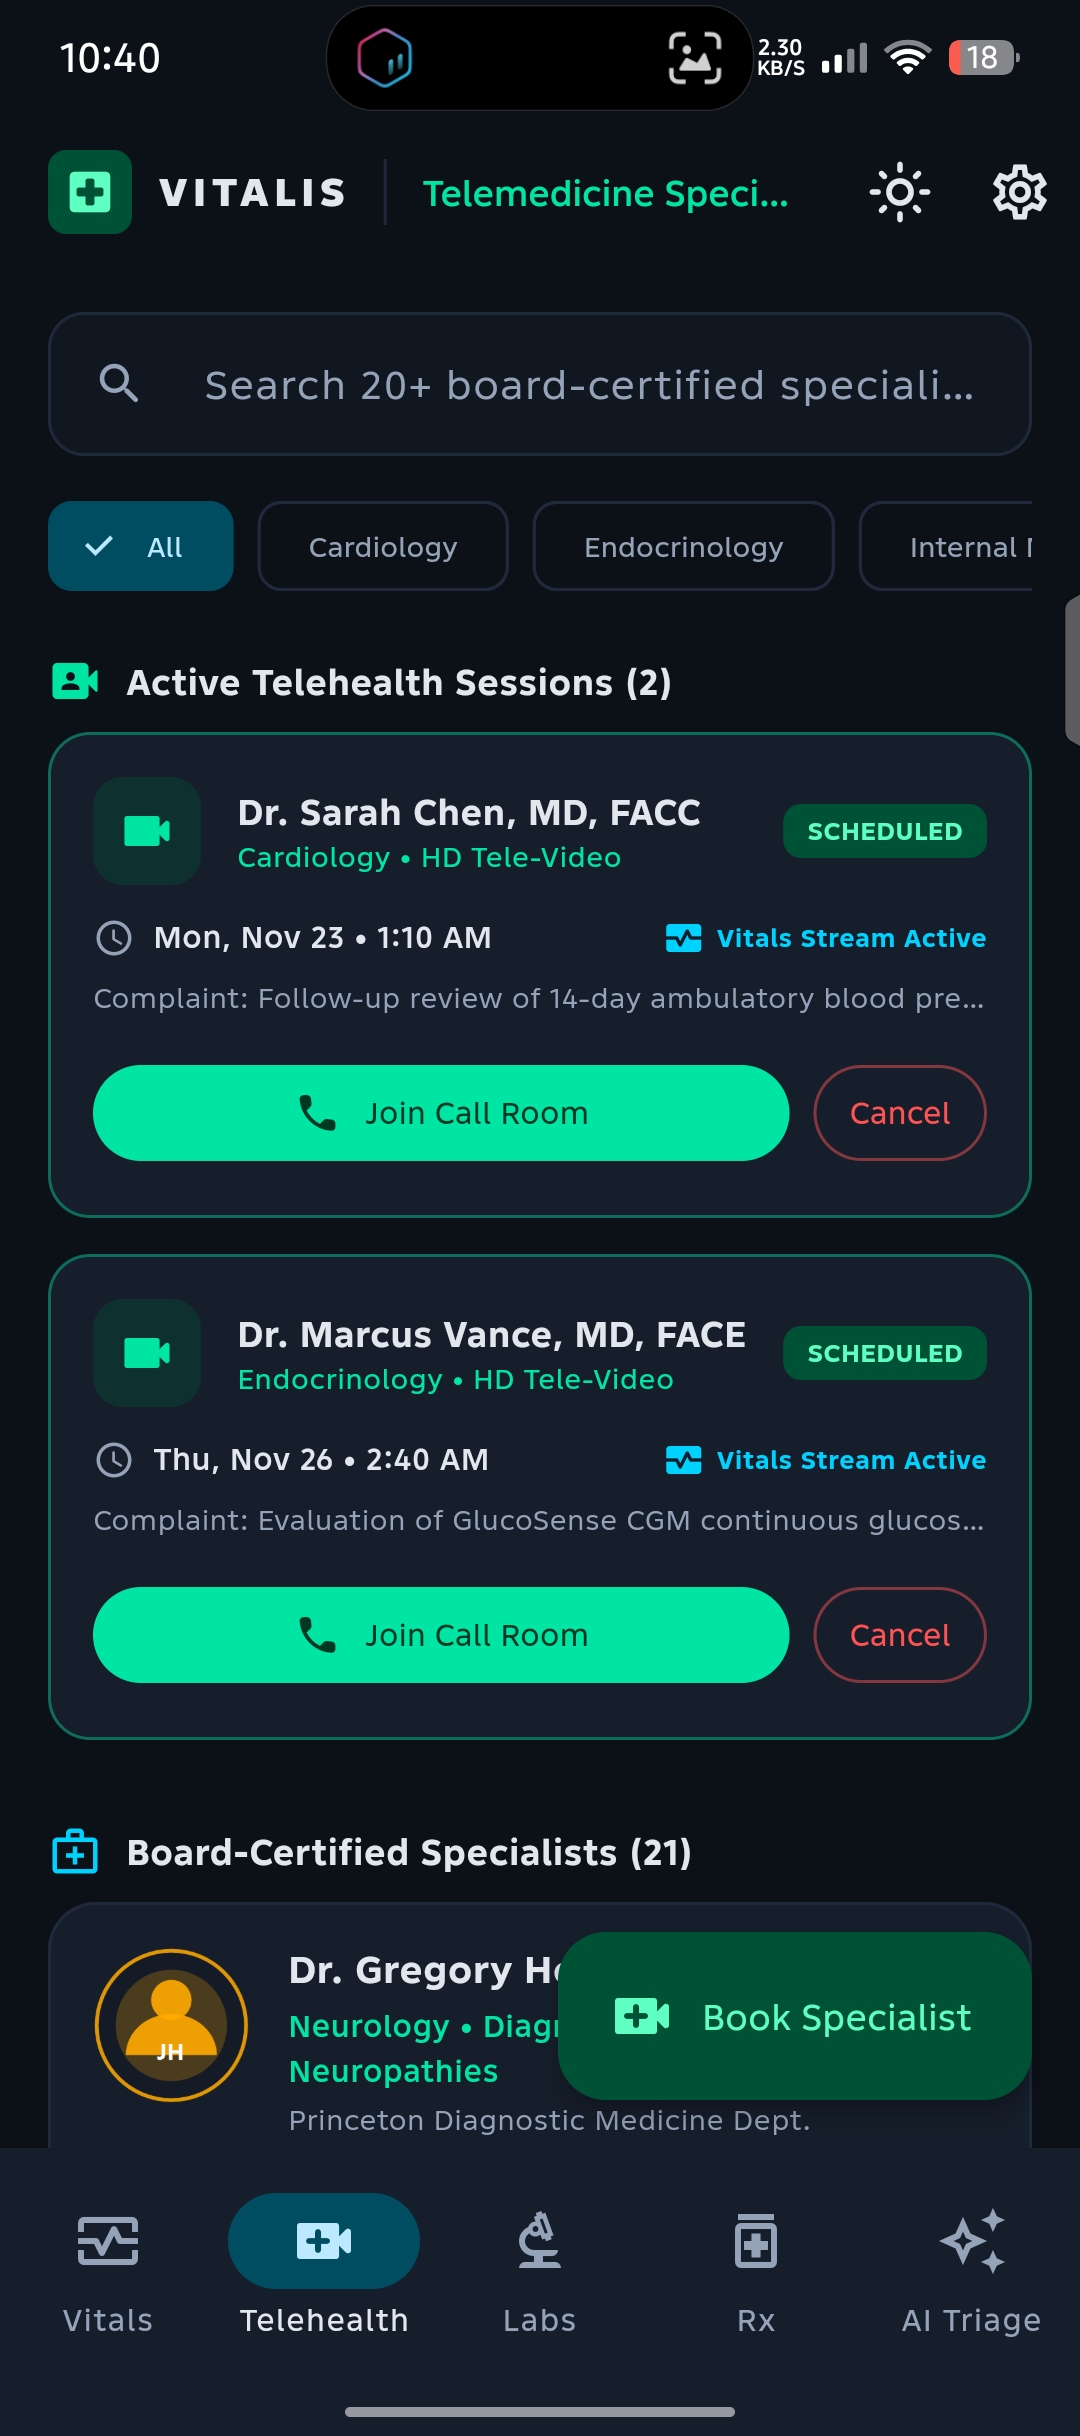 10:40
2.30
KB/S
18
VITALIS
Telemedicine Speci...
Search 20+ board-certified speciali...
All
Cardiology
Endocrinology
Internal
Active Telehealth Sessions (2)
Dr. Sarah Chen, MD, FACC
SCHEDULED
Cardiology • HD Tele-Video
Mon, Nov 23 • 1:10 AM
Vitals Stream Active
Complaint: Follow-up review of 14-day ambulatory blood pre...
Join Call Room
Cancel
Dr. Marcus Vance, MD, FACE
SCHEDULED
Endocrinology • HD Tele-Video
Thu, Nov 26 • 2:40 AM
Vitals Stream Active
Complaint: Evaluation of GlucoSense CGM continuous glucos...
Join Call Room
Cancel
Board-Certified Specialists (21)
JH
Dr. Gregory
Neurology •
Neuropathies
Princeton Diagnostic Medicine Dept.
Book Specialist
Vitals
Telehealth
Labs
Rx
AI Triage